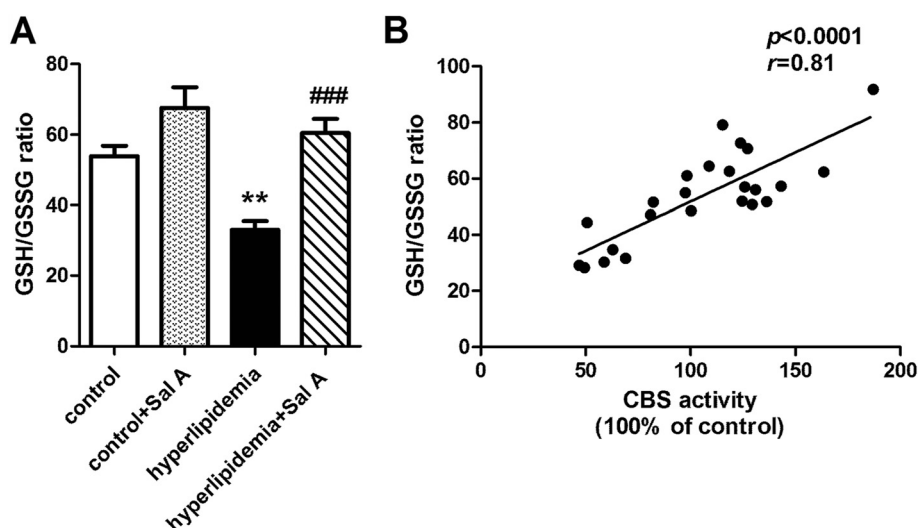 A
GSH/GSSG ratio
80
60
40
20
0
**
###
control
control+Sal A
hyperlipidemia
hyperlipidemia+Sal A
B
p<0.0001
r=0.81
GSH/GSSG ratio
100
80
60
40
20
0
0 50 100 150 200
CBS activity
(100% of control)